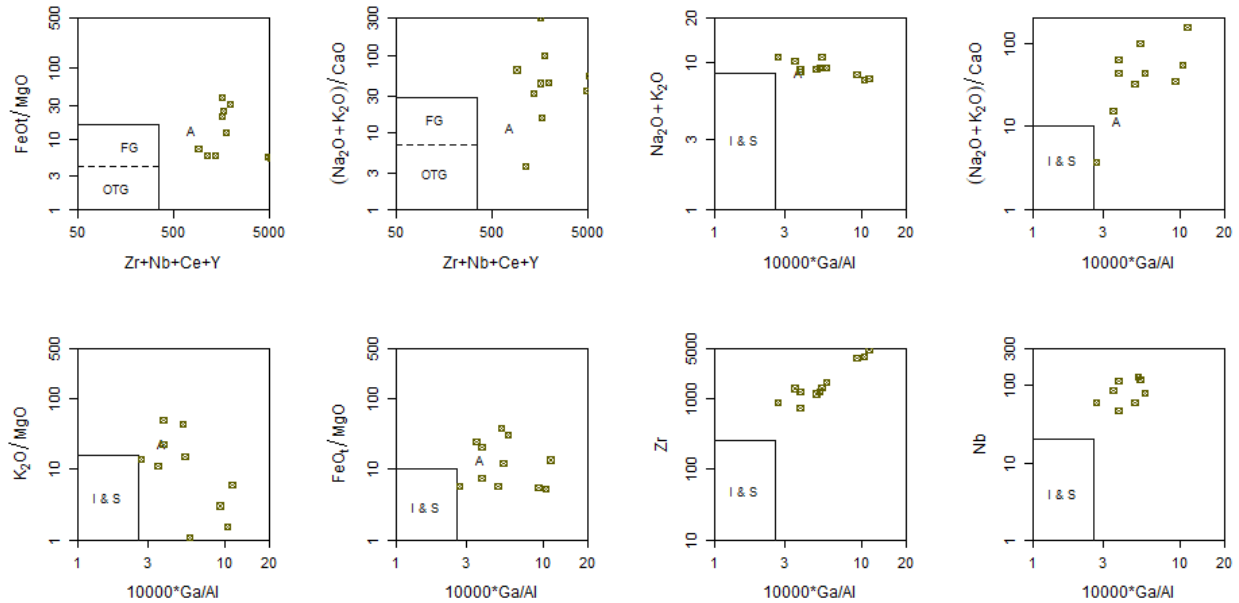 500
100
30
10
3
1
FeOt/MgO
FG
A
OTG
50
500
5000
Zr+Nb+Ce+Y
300
100
30
10
3
1
(Na2O + K2O)/CaO
FG
A
OTG
50
500
5000
Zr+Nb+Ce+Y
20
10
3
1
Na2O + K2O
A
I & S
1
3
10
20
10000*Ga/Al
100
10
1
(Na2O + K2O)/CaO
A
I & S
1
3
10
20
10000*Ga/Al
500
100
10
1
K2O/MgO
A
I & S
1
3
10
20
10000*Ga/Al
500
100
10
1
FeOt/MgO
A
I & S
1
3
10
20
10000*Ga/Al
5000
1000
100
10
Zr
I & S
1
3
10
20
10000*Ga/Al
300
100
10
1
Nb
I & S
1
3
10
20
10000*Ga/Al